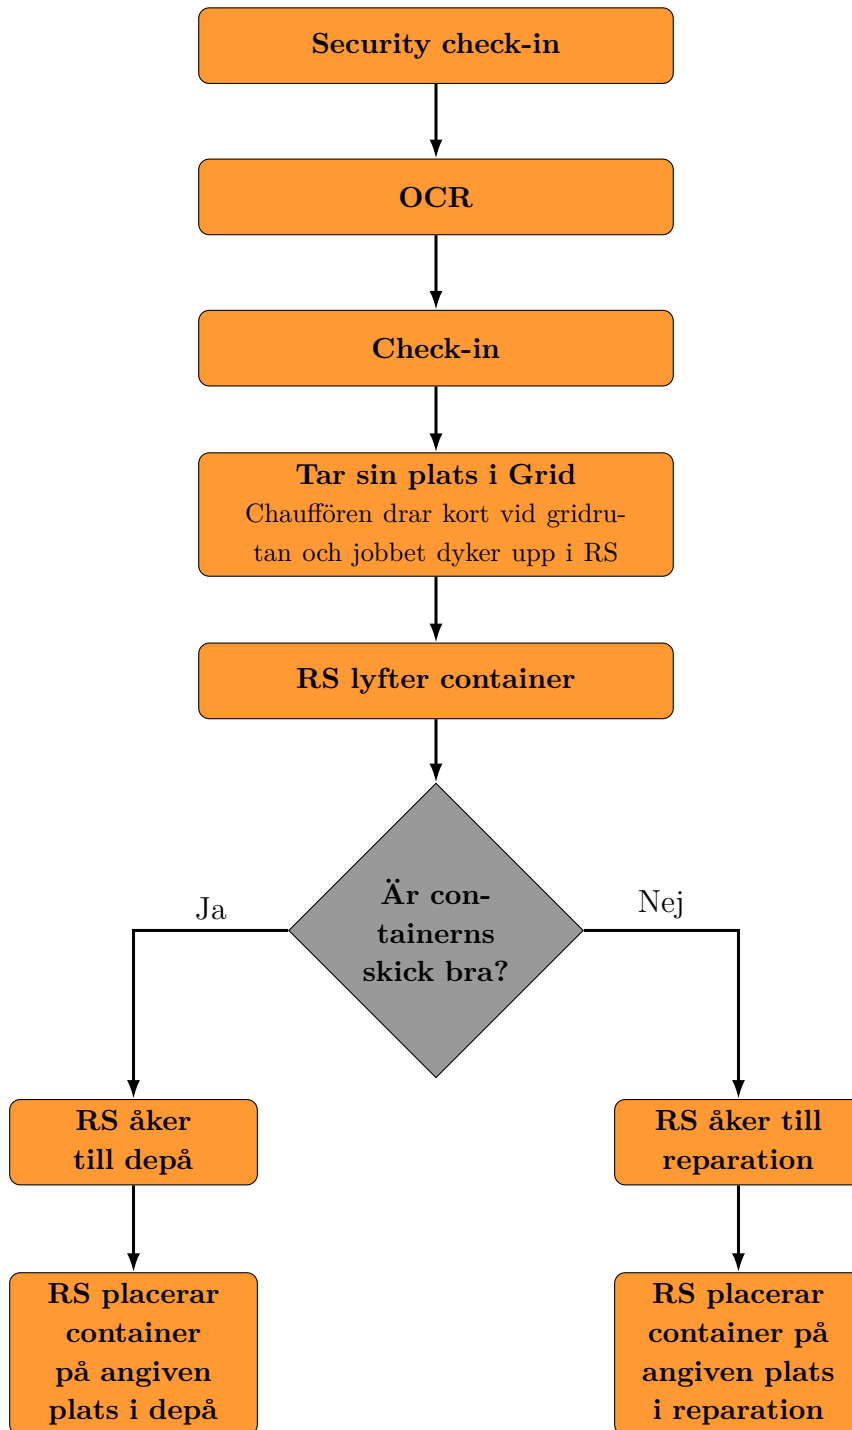 Security check-in
OCR
Check-in
Tar sin plats i Grid
Chauffören drar kort vid gridru-
tan och jobbet dyker upp i RS
RS lyfter container
Är con-
tainerns
skick bra?
Ja
Nej
RS åker
till depå
RS åker till
reparation
RS placerar
container
på angiven
plats i depå
RS placerar
container på
angiven plats
i reparation